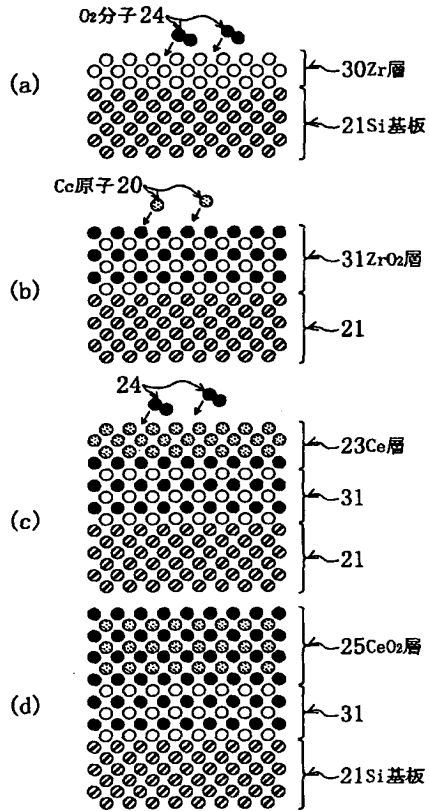 O₂分子24
(a)
30Zr層
21Si基板
Ce原子20
(b)
31ZrO₂層
21
24
(c)
23Ce層
31
21
(d)
25CeO₂層
31
21Si基板